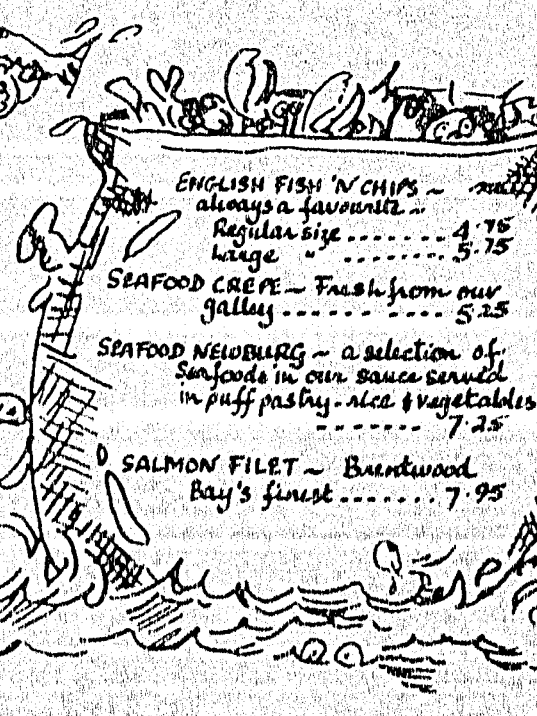 ENGLISH FISH 'N CHIPS ~
always a favourite ~
Regular size ........ 4.75
Large " ........ 5.75
SEAFOOD CREPE ~ Fresh from our
galley ............ 5.25
SEAFOOD NEWBURG ~ a selection of
Seafoods in our sauce served
in puff pastry - rice & vegetables
....... 7.25
SALMON FILET ~ Brentwood
Bay's finest ....... 7.95